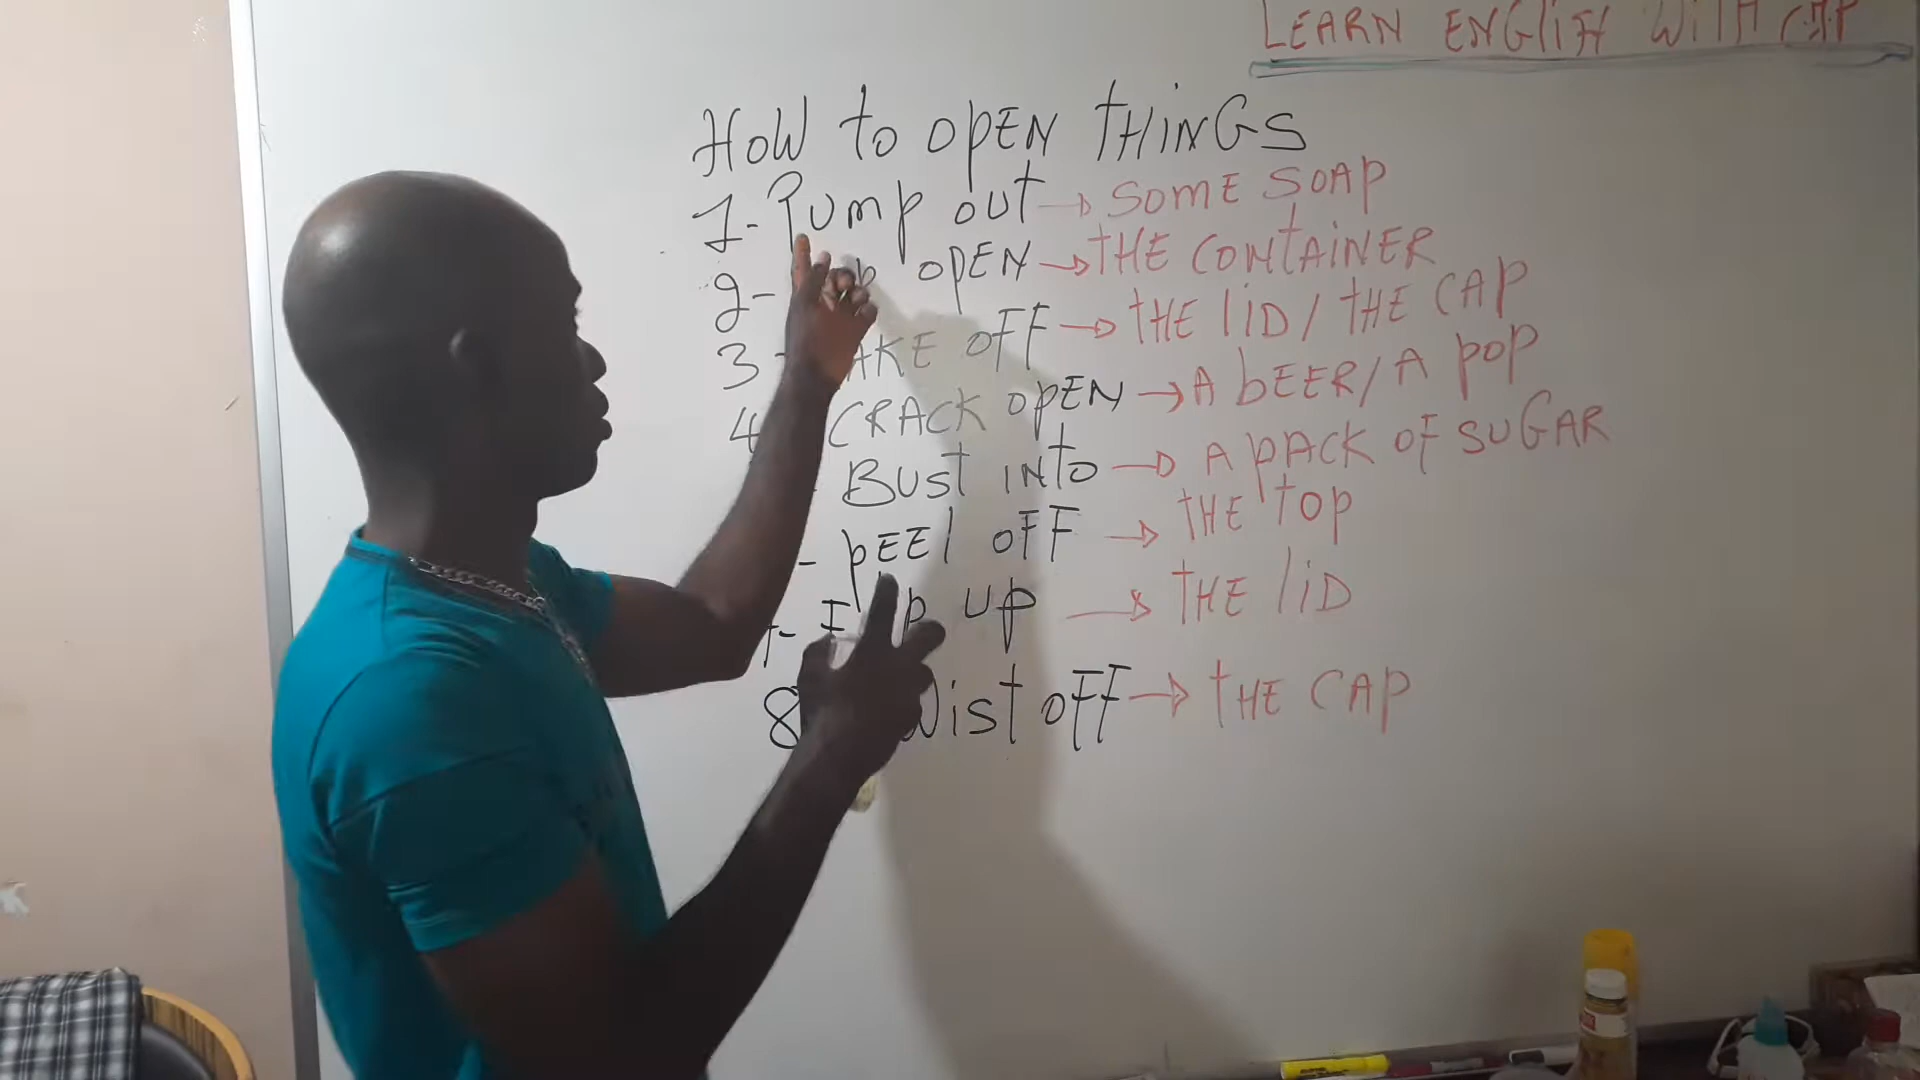 LEARN ENGliSH WiTH
HOW to OPEN tHiNGS
1- Pump out → SOME SOAP
2- OPEN → tHE CONtAiNER
3 - OFF → tHE liD / tHE CAP
4 CRACK OPEN → A bEER / A pop
- Bust iNto → A pACK OF SUGAR
- pEEl OFF → tHE top
- up → tHE liD
8 OFF → tHE CAP